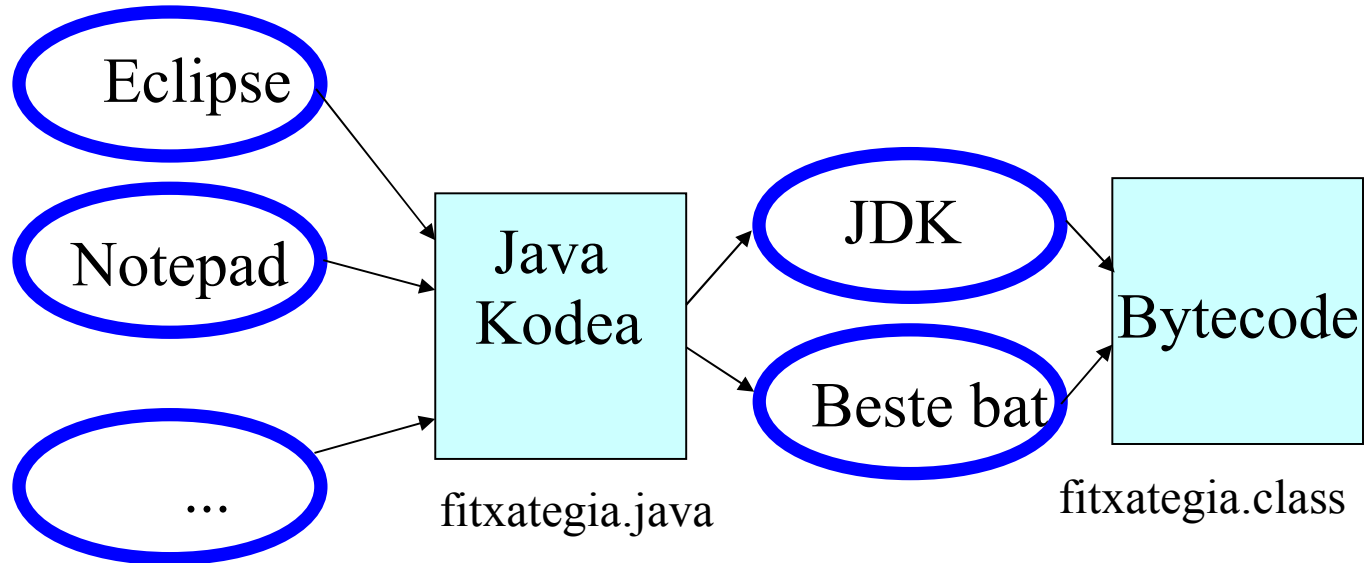 Eclipse
Notepad
...
Java
Kodea
fitxategia.java
JDK
Beste bat
Bytecode
fitxategia.class